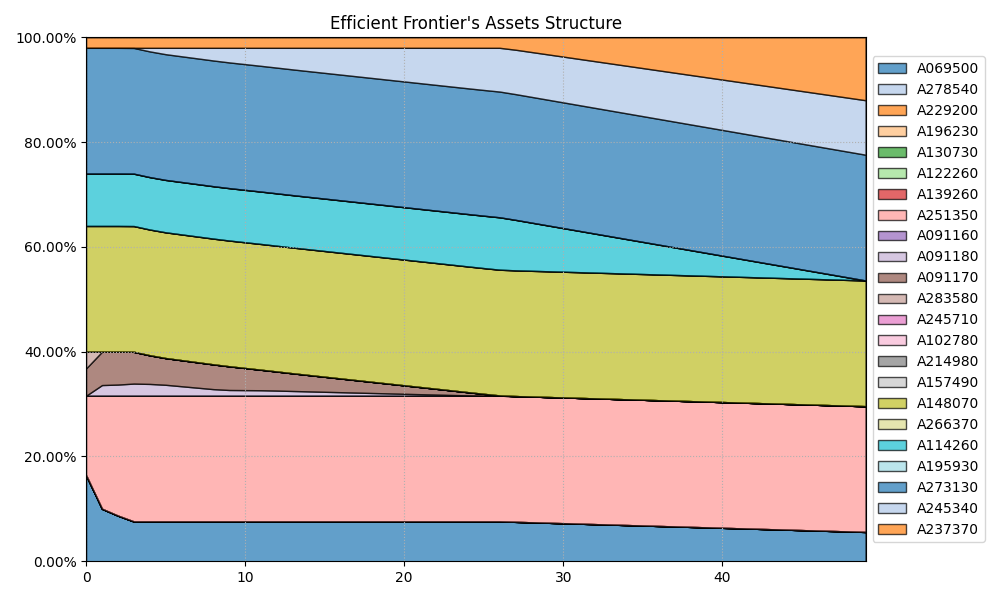 Efficient Frontier's Assets Structure
100.00%
80.00%
60.00%
40.00%
20.00%
0.00%
0
10
20
30
40
A069500
A278540
A229200
A196230
A130730
A122260
A139260
A251350
A091160
A091180
A091170
A283580
A245710
A102780
A214980
A157490
A148070
A266370
A114260
A195930
A273130
A245340
A237370